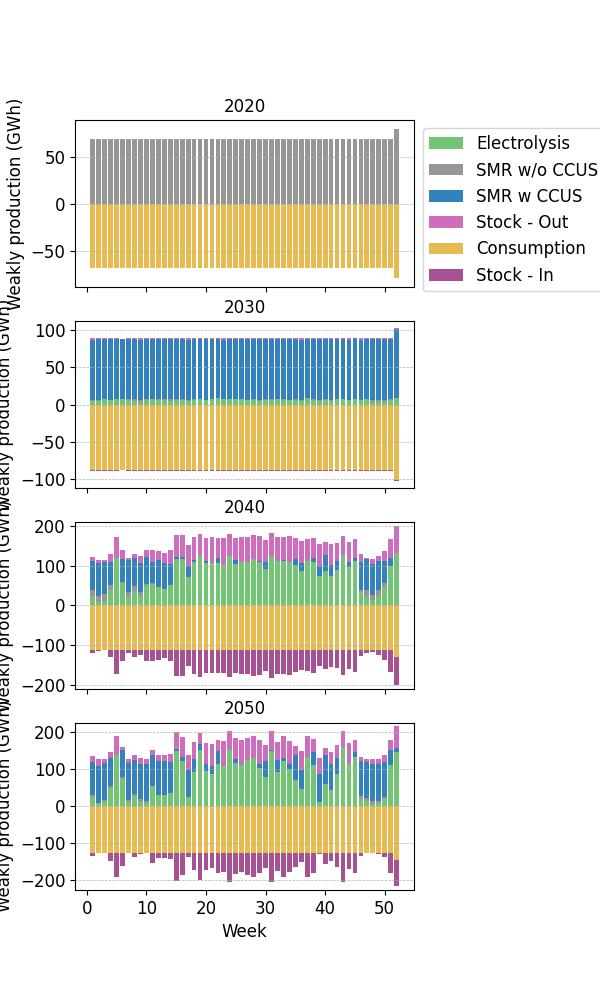 2020
Weakly production (GWh)
50
0
−50
Electrolysis
SMR w/o CCUS
SMR w CCUS
Stock - Out
Consumption
Stock - In
2030
Weakly production (GWh)
100
50
0
−50
−100
2040
Weakly production (GWh)
200
100
0
−100
−200
2050
Weakly production (GWh)
200
100
0
−100
−200
0 10 20 30 40 50
Week